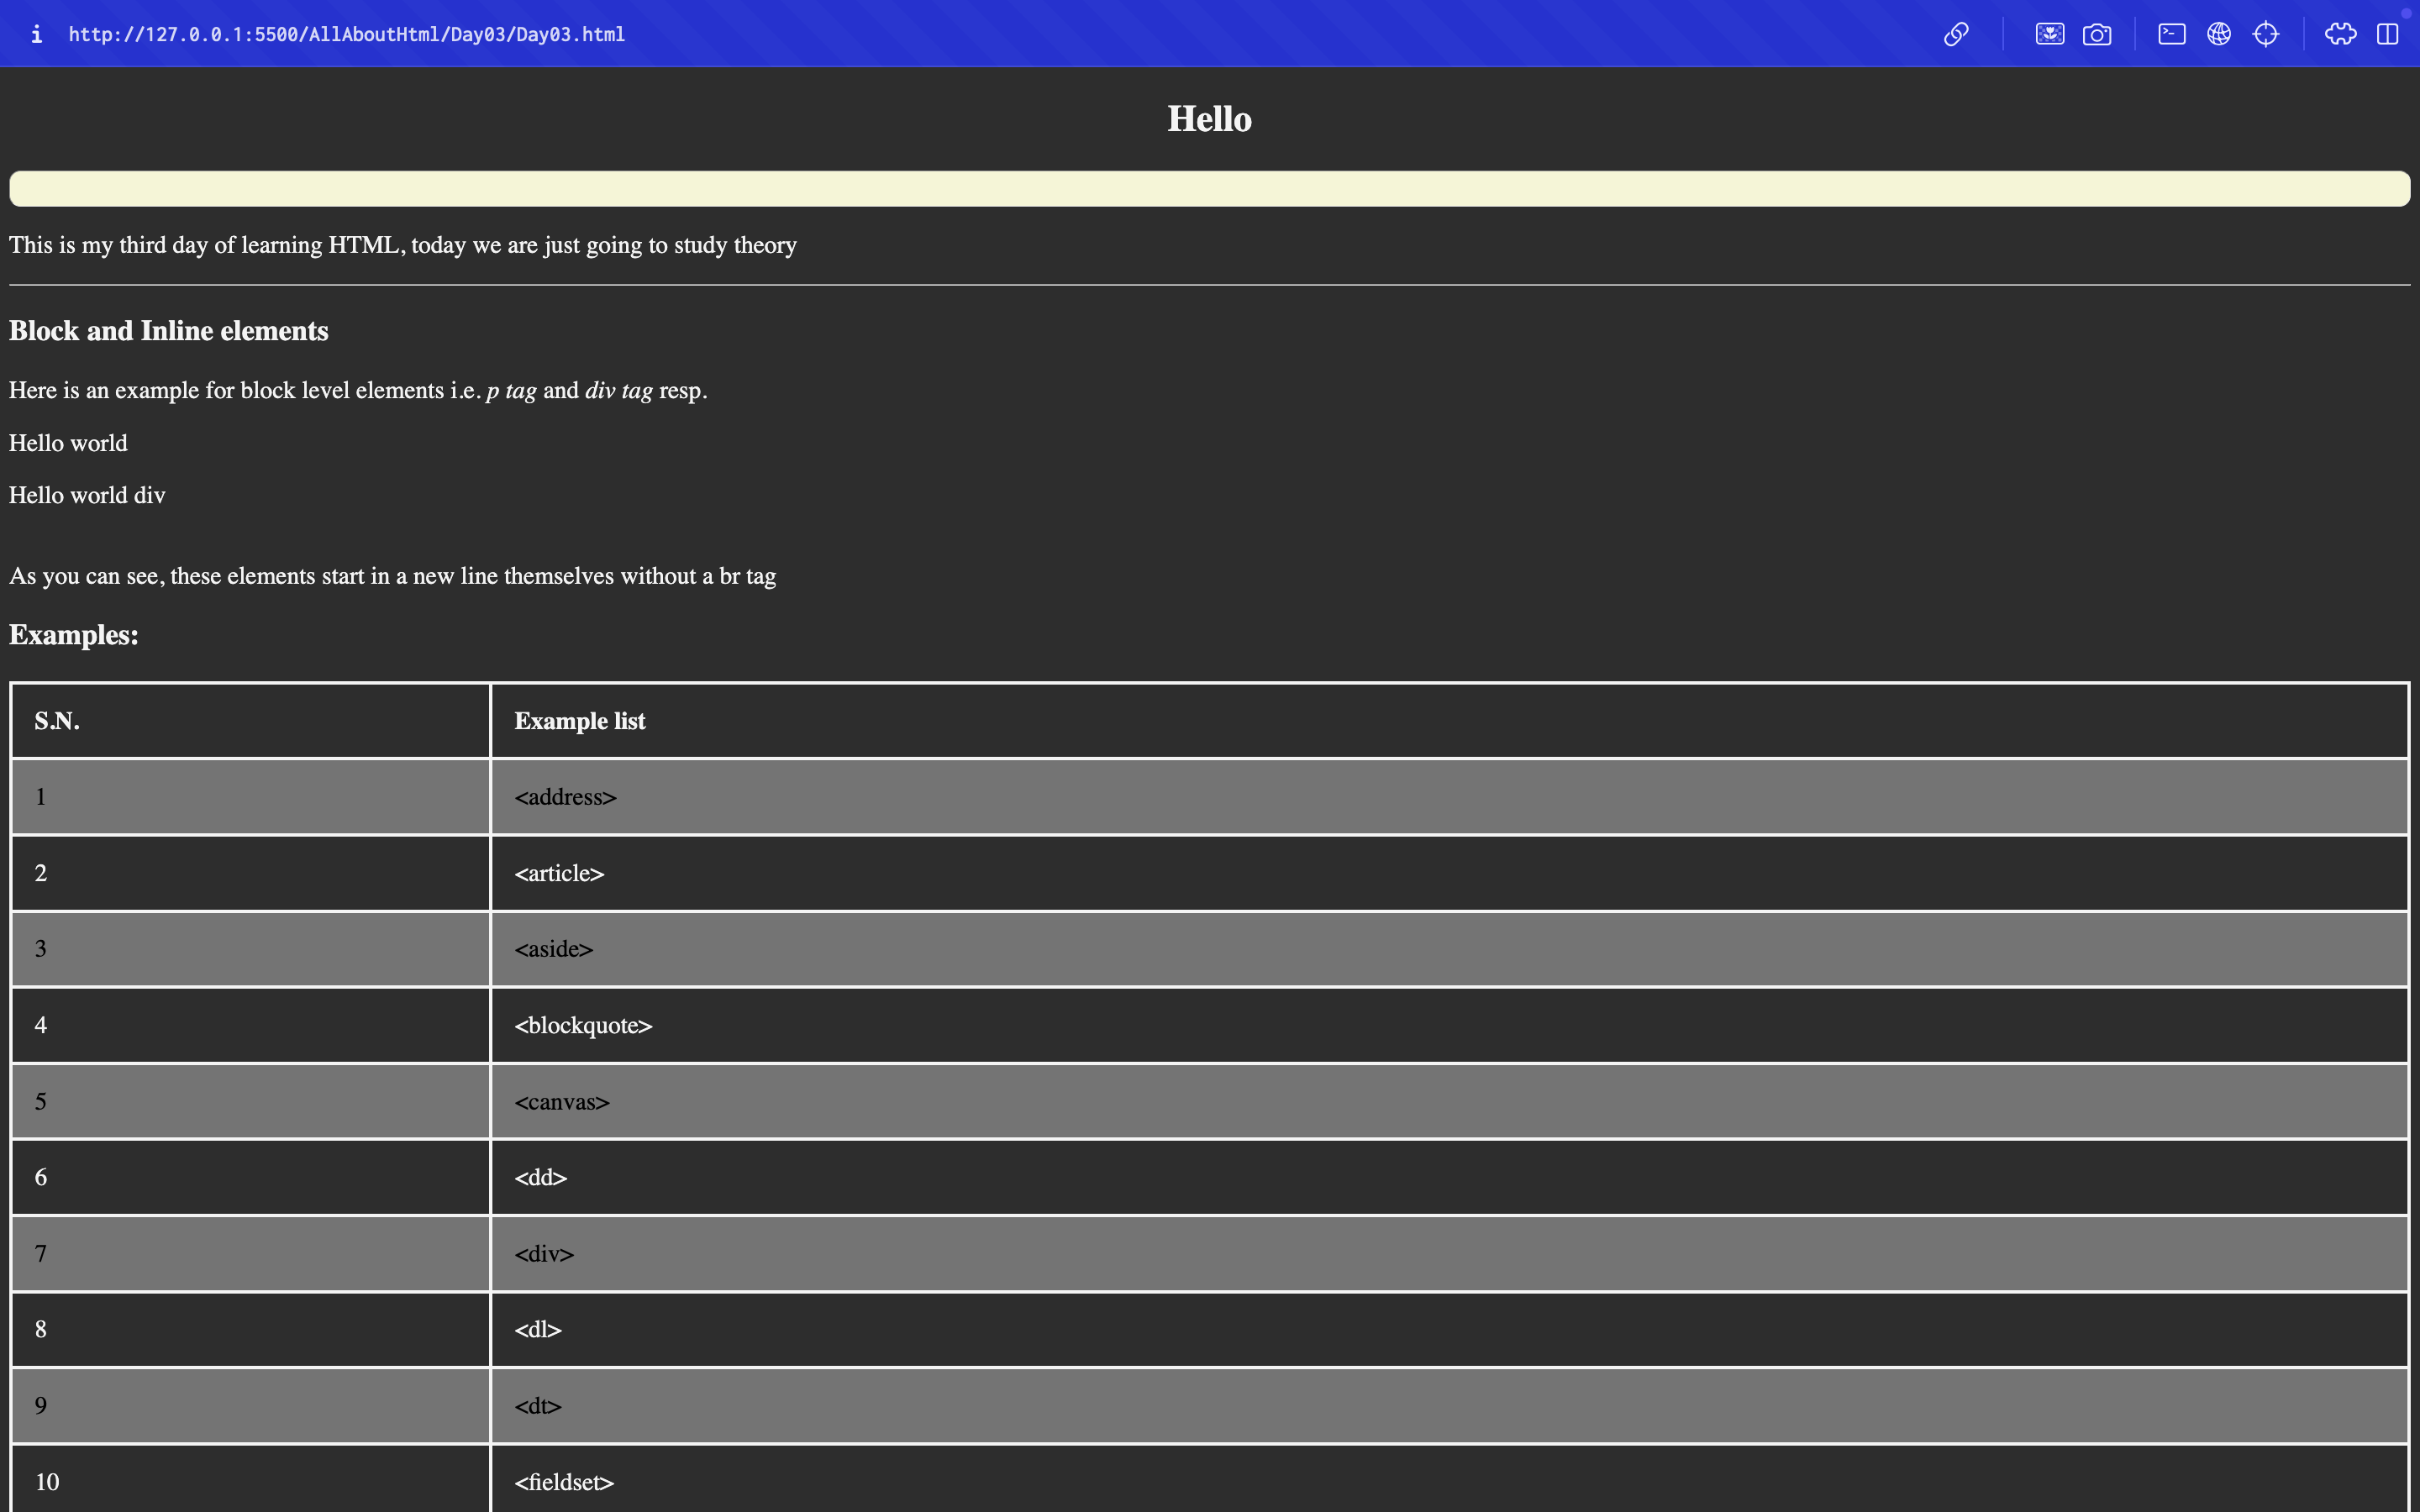 http://127.0.0.1:5500/AllAboutHtml/Day03/Day03.html
Hello
This is my third day of learning HTML, today we are just going to study theory
Block and Inline elements
Here is an example for block level elements i.e. p tag and div tag resp.
Hello world
Hello world div
As you can see, these elements start in a new line themselves without a br tag
Examples:
S.N. Example list
1 <address>
2 <article>
3 <aside>
4 <blockquote>
5 <canvas>
6 <dd>
7 <div>
8 <dl>
9 <dt>
10 <fieldset>